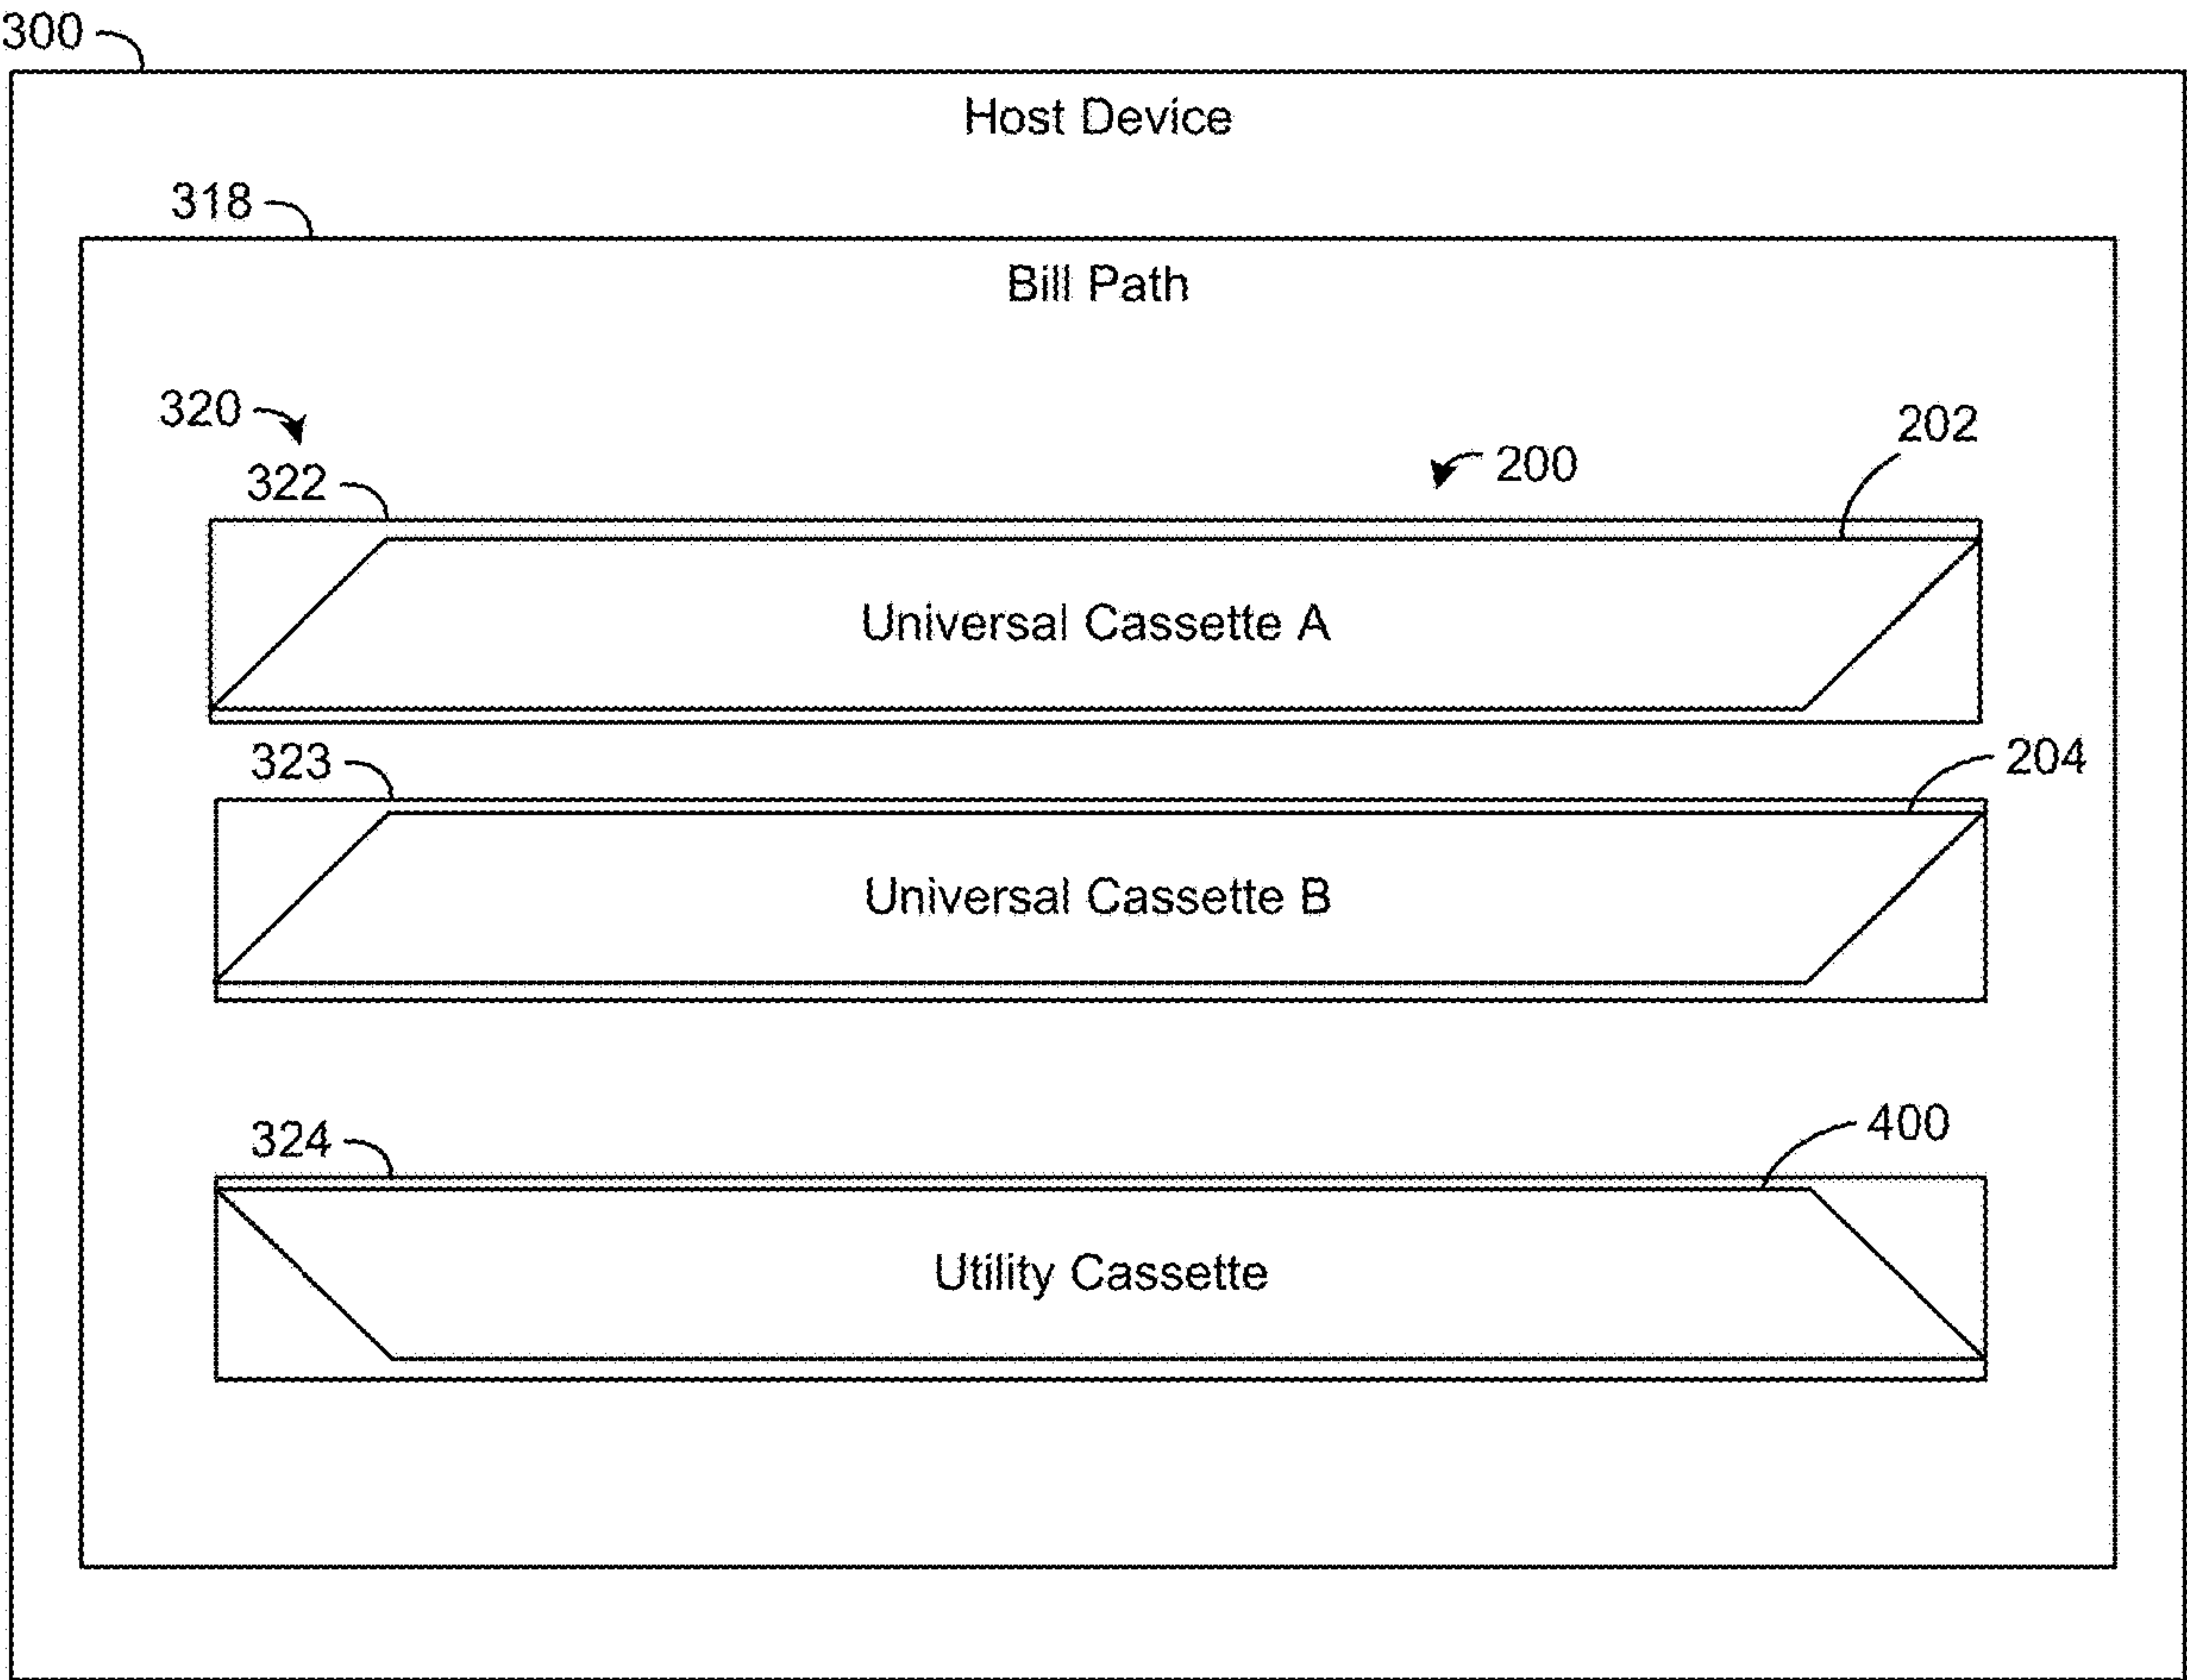 300
Host Device
318
Bill Path
320
202
200
322
Universal Cassette A
323
204
Universal Cassette B
324
400
Utility Cassette